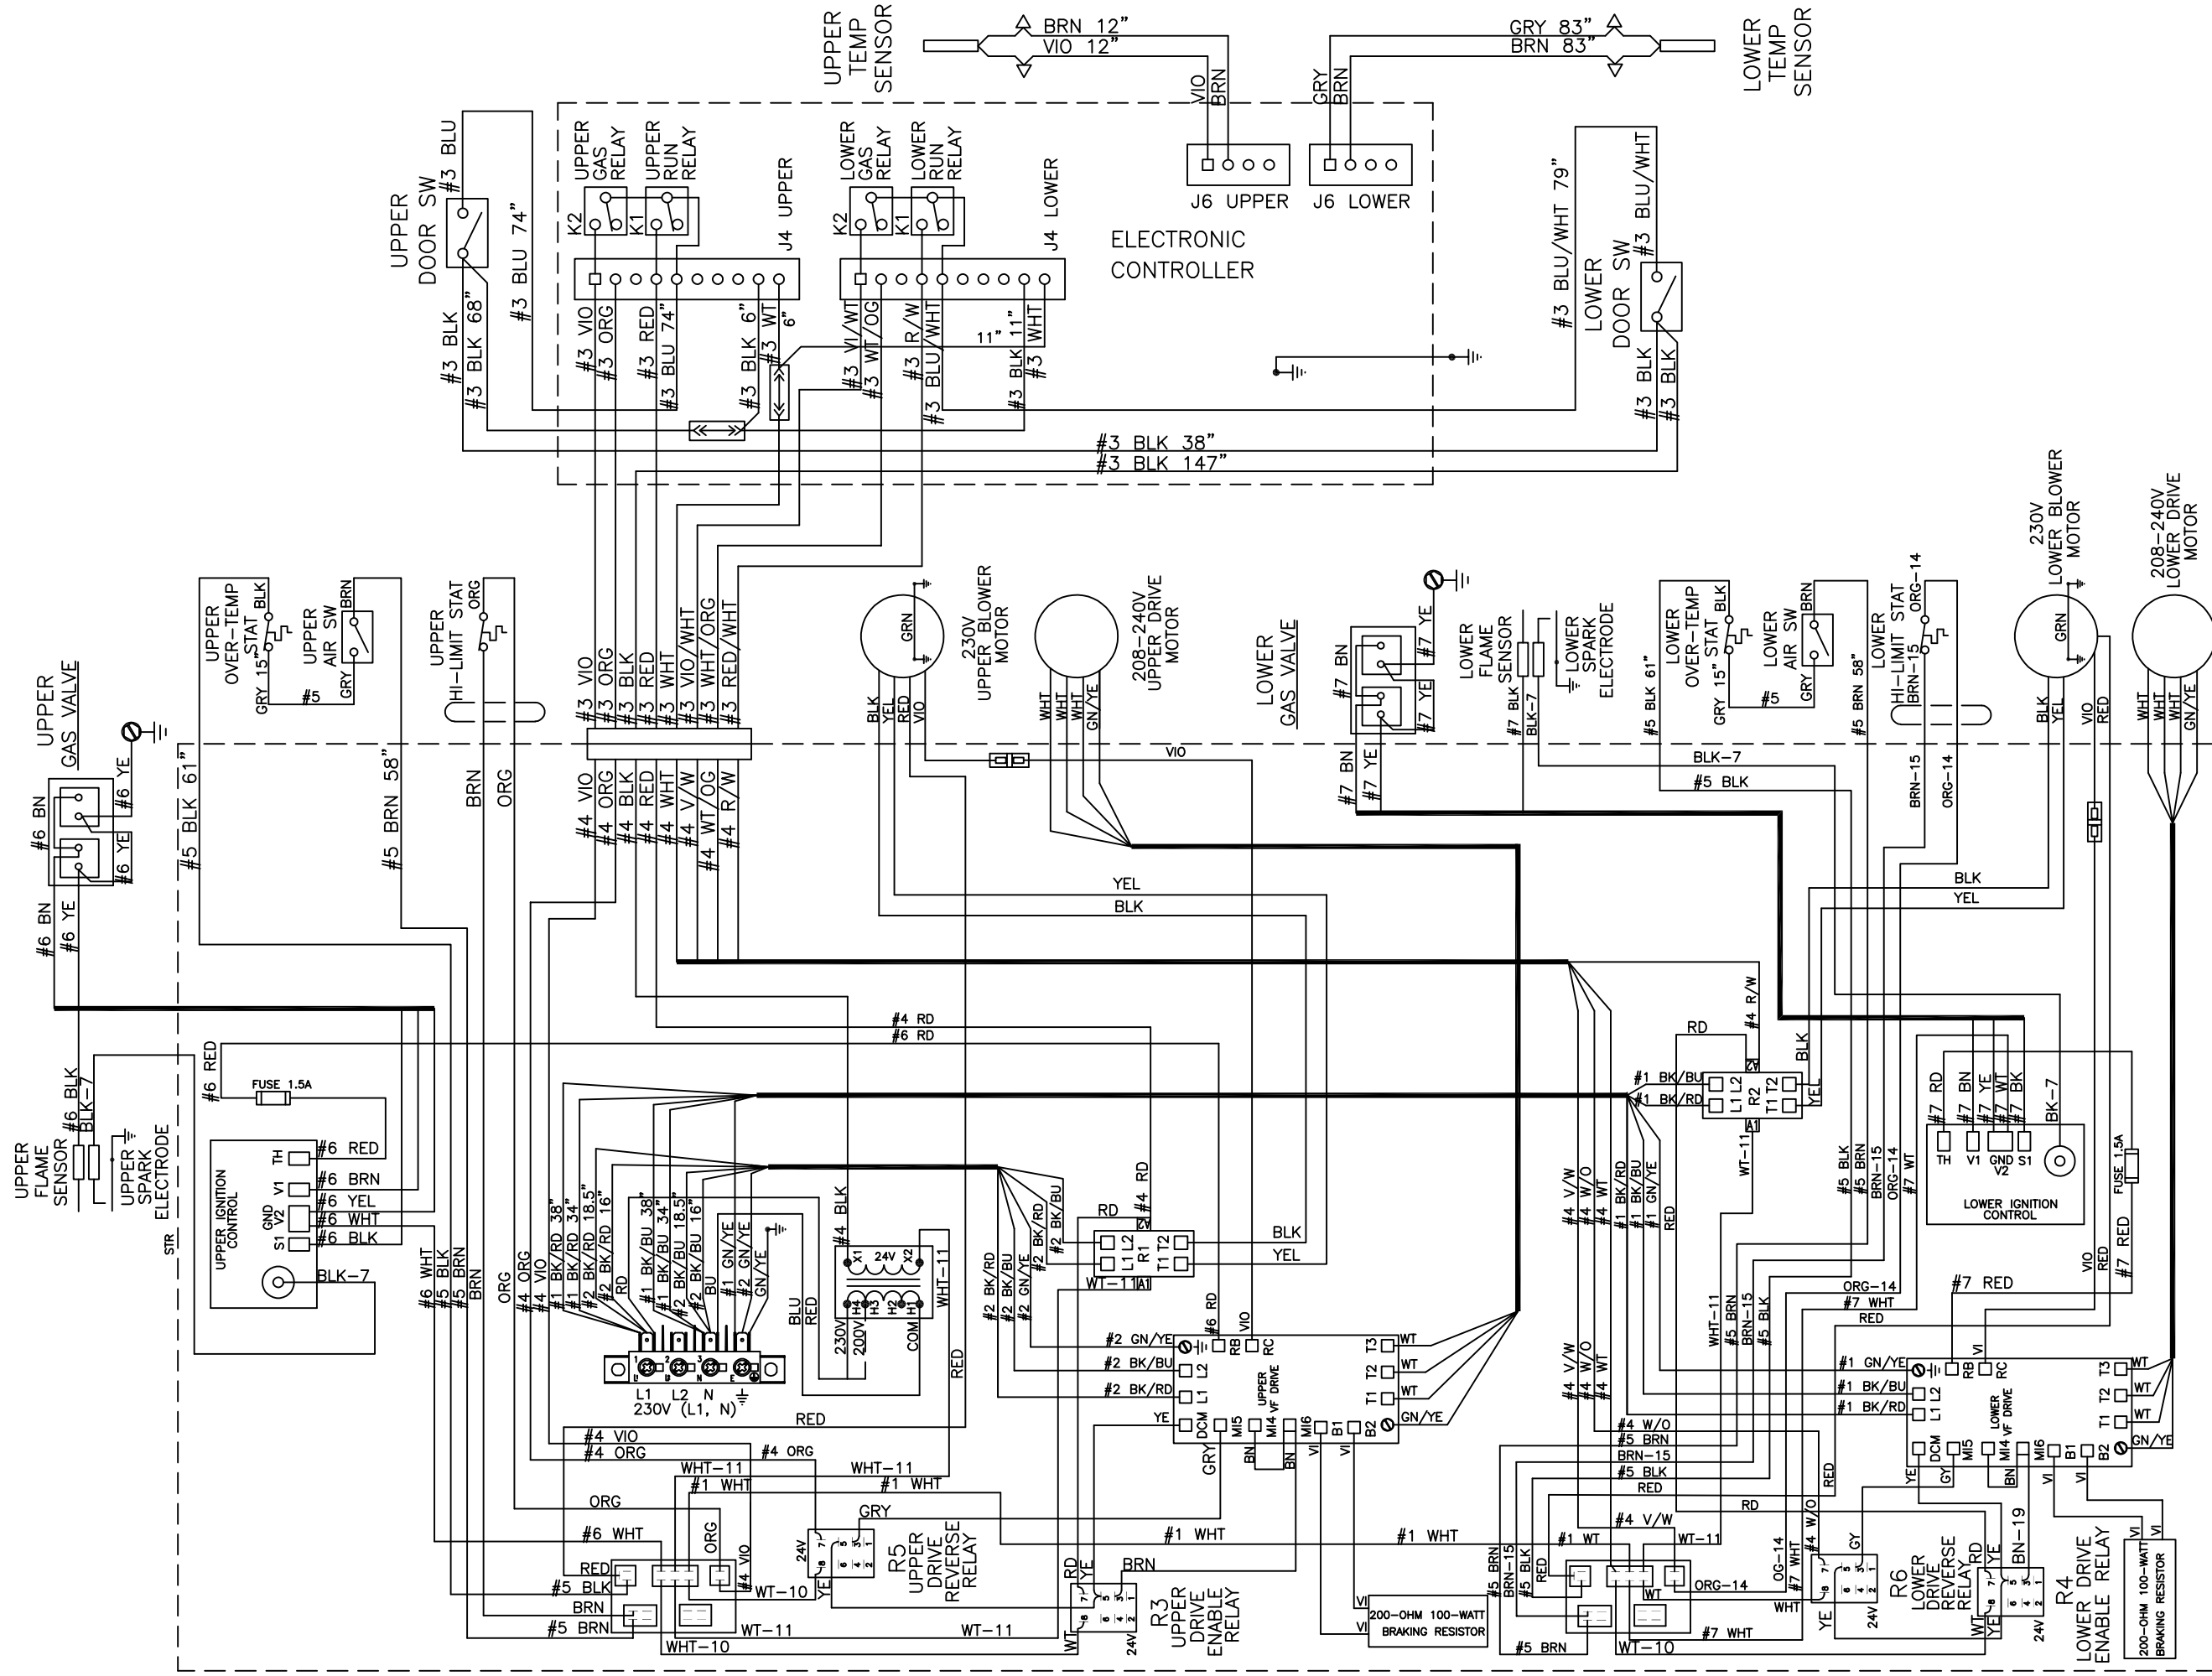 UPPER
TEMP
SENSOR
BRN 12"
VIO 12"
GRY 83"
BRN 83"
LOWER
TEMP
SENSOR
VIO
BRN
GRY
BRN
J6 UPPER
J6 LOWER
UPPER
DOOR SW
#3 BLU
#3 BLU 74"
#3 BLK
#3 BLK 68"
UPPER
GAS
RELAY
UPPER
RUN
RELAY
K2
K1
J4 UPPER
LOWER
GAS
RELAY
LOWER
RUN
RELAY
K2
K1
J4 LOWER
ELECTRONIC
CONTROLLER
#3 VIO
#3 ORG
#3 RED
#3 BLU 74"
#3 BLK 6"
#3 WT
6"
#3 VI/WT
#3 WT/OG
#3 R/W
#3 BLU/WHT
11"
#3 BLK 11"
#3 WHT
#3 BLU/WHT 79"
#3 BLU/WHT
LOWER
DOOR SW
#3 BLK
#3 BLK
#3 BLK 38"
#3 BLK 147"
UPPER
GAS VALVE
#6 BN
#6 YE
#6 YE
#6 BN
#6 YE
UPPER
OVER-TEMP
STAT
BLK
GRY 15"
#5
UPPER
AIR SW
BRN
GRY
UPPER
HI-LIMIT STAT
ORG
#5 BLK 61"
#5 BRN 58"
BRN
ORG
#3 VIO
#3 ORG
#3 BLK
#3 RED
#3 WHT
#3 VIO/WHT
#3 WHT/ORG
#3 RED/WHT
#4 VIO
#4 ORG
#4 BLK
#4 RED
#4 WHT
#4 V/W
#4 WT/OG
#4 R/W
GRN
230V
UPPER BLOWER
MOTOR
BLK
YEL
RED
VIO
208-240V
UPPER DRIVE
MOTOR
WHT
WHT
WHT
GN/YE
VIO
LOWER
GAS VALVE
#7 BN
#7 YE
#7 YE
#7 BN
#7 YE
LOWER
FLAME
SENSOR
LOWER
SPARK
ELECTRODE
#7 BLK
BLK-7
LOWER
OVER-TEMP
STAT
BLK
#5 BLK 61"
GRY 15"
#5
LOWER
AIR SW
BRN
GRY
#5 BRN 58"
LOWER
HI-LIMIT STAT
ORG-14
BRN-15
230V
LOWER BLOWER
MOTOR
GRN
BLK
YEL
VIO
RED
208-240V
LOWER DRIVE
MOTOR
WHT
WHT
WHT
GN/YE
BLK-7
#5 BLK
BRN-15
ORG-14
YEL
BLK
BLK
YEL
#4 RD
#6 RD
#6 RED
FUSE 1.5A
#6 BLK
BLK-7
UPPER
FLAME
SENSOR
UPPER
SPARK
ELECTRODE
STR
UPPER IGNITION
CONTROL
TH
V1
GND
V2
S1
#6 RED
#6 BRN
#6 YEL
#6 WHT
#6 BLK
BLK-7
#6 WHT
#5 BLK
#5 BRN
BRN
ORG
#4 ORG
#4 VIO
#1 BK/RD 38"
#1 BK/RD 34"
#2 BK/RD 18.5"
#2 BK/RD 16"
RD
#1 BK/BU 38"
#1 BK/BU 34"
#2 BK/BU 18.5"
#2 BK/BU 16"
BU
#1 GN/YE
#2 GN/YE
GN/YE
L1 L2 N
230V (L1, N)
BLU
RED
#4 BLK
X1 24V X2
H4
H3
H2
H1
230V
200V
COM
WHT-11
RED
#2 BK/RD
#2 BK/BU
#2 GN/YE
#2 BK/RD
#2 BK/BU
RD
#4 RD
A2
L1 L2
R1
T1 T2
WT-11
A1
BLK
YEL
#6 RD
VIO
#2 GN/YE
#2 BK/BU
#2 BK/RD
YE
L2
L1
RB
RC
UPPER
VF DRIVE
T3
T2
T1
WT
WT
WT
GN/YE
DCM
MI5
MI4
MI6
B1
B2
GRY
BN
BN
VI
VI
RED
#4 VIO
#4 ORG
#4 ORG
WHT-11
WHT-11
#1 WHT
#1 WHT
ORG
ORG
#6 WHT
RED
#5 BLK
BRN
#5 BRN
#4 VIO
WT-10
WT-11
WHT-10
WT-11
24V
YE
GRY
R5
UPPER
DRIVE
REVERSE
RELAY
#1 WHT
#1 WHT
RD
YE
BRN
WT
24V
R3
UPPER
DRIVE
ENABLE
RELAY
VI
VI
200-OHM 100-WATT
BRAKING RESISTOR
RD
#4 R/W
A2
#1 BK/BU
#1 BK/RD
L1 L2
R2
T1 T2
A1
BLK
YEL
WT-11
#4 V/W
#4 W/O
#4 WT
#1 BK/RD
#1 BK/BU
#1 GN/YE
RED
#5 BLK
#5 BRN
BRN-15
ORG-14
#7 WT
#7 RD
#7 BN
#7 YE
#7 WT
#7 BK
BK-7
TH
V1
GND
V2
S1
LOWER IGNITION
CONTROL
FUSE 1.5A
VIO
RED
#7 RED
WHT-11
#5 BRN
BRN-15
#5 BLK
ORG-14
#7 WHT
RED
#7 RED
VI
#4 V/W
#4 W/O
#4 WT
#1 GN/YE
#1 BK/BU
#1 BK/RD
L1 L2
RB
RC
LOWER
VF DRIVE
T3
T2
T1
WT
WT
WT
GN/YE
DCM
MI5
MI4
MI6
B1
B2
YE
GY
BN
VI
VI
#4 W/O
#5 BRN
BRN-15
#5 BLK
RED
RED
RD
#4 V/W
#1 WT
WT-11
#5 BRN
BRN-15
#5 BLK
RED
WT
ORG-14
WHT
#7 WHT
#5 BRN
WT-10
OG-14
#7 WHT
#4 W/O
GY
YE
24V
R6
LOWER
DRIVE
REVERSE
RELAY
RD
YE
BN-19
WT
YE
24V
R4
LOWER DRIVE
ENABLE RELAY
VI
VI
200-OHM 100-WATT
BRAKING RESISTOR